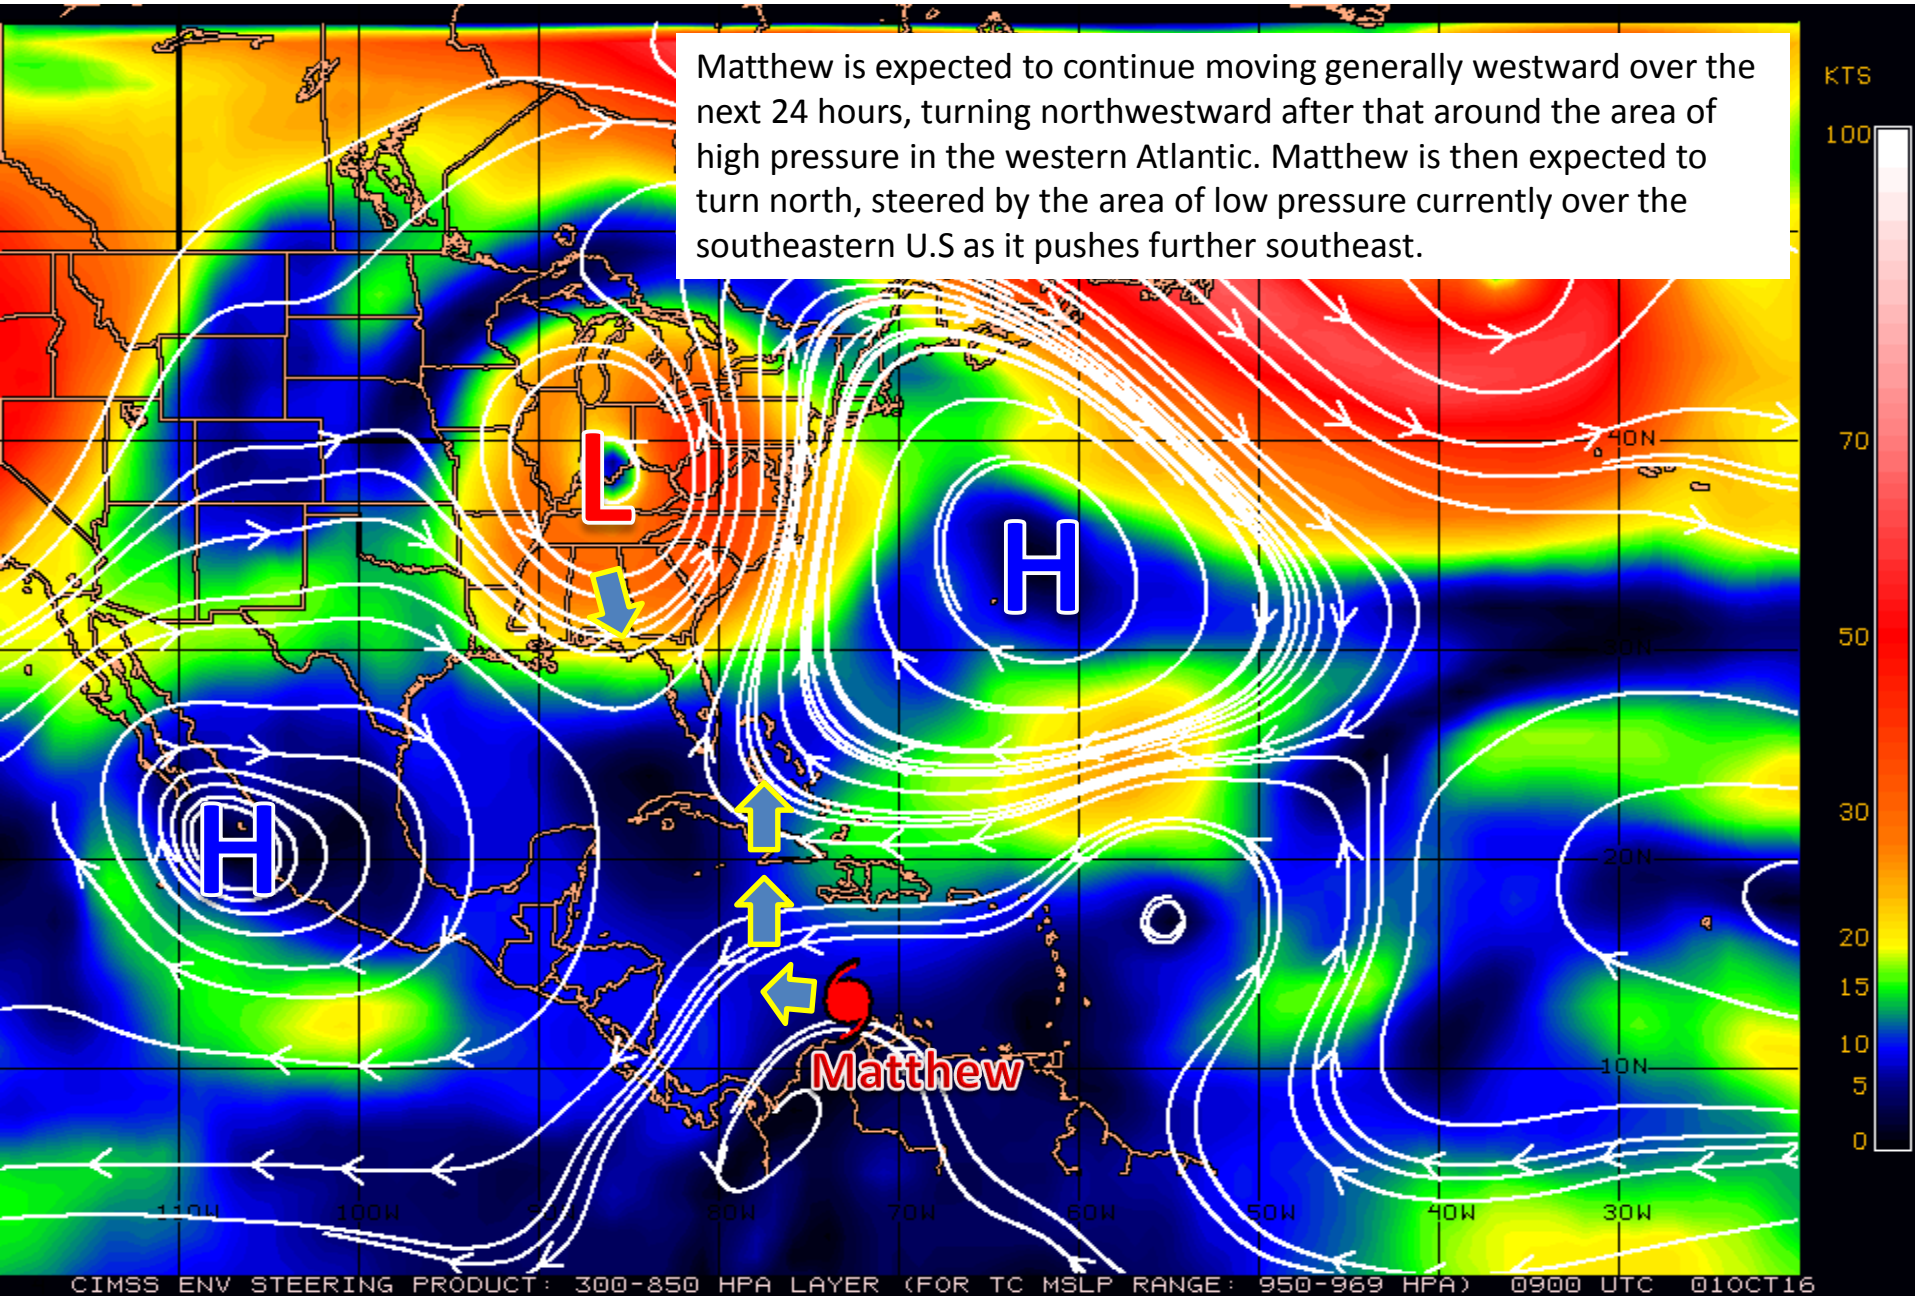 Matthew is expected to continue moving generally westward over the
next 24 hours, turning northwestward after that around the area of
high pressure in the western Atlantic. Matthew is then expected to
turn north, steered by the area of low pressure currently over the
southeastern U.S as it pushes further southeast.
KTS
100
70
50
30
20
15
10
5
0
L
H
H
Matthew
40N
30N
20N
10N
110W
100W
80W
70W
60W
50W
40W
30W
CIMSS ENV STEERING PRODUCT: 300-850 HPA LAYER (FOR TC MSLP RANGE: 950-969 HPA) 0900 UTC 01OCT16